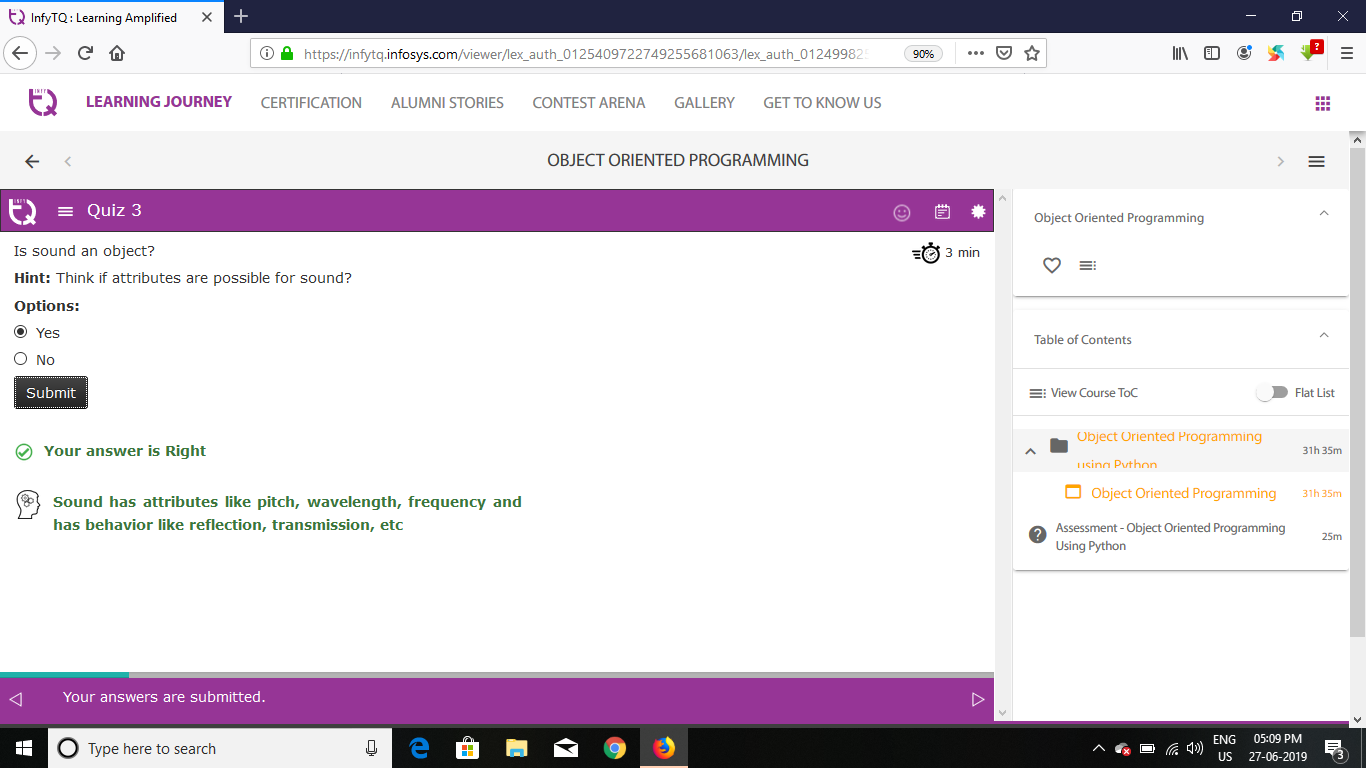 InfyTQ : Learning Amplified
https://infytq.infosys.com/viewer/lex_auth_0125409722749255681063/lex_auth_01249982
90%
LEARNING JOURNEY
CERTIFICATION
ALUMNI STORIES
CONTEST ARENA
GALLERY
GET TO KNOW US
OBJECT ORIENTED PROGRAMMING
Quiz 3
Is sound an object?
3 min
Hint: Think if attributes are possible for sound?
Options:
Yes
No
Submit
Your answer is Right
Sound has attributes like pitch, wavelength, frequency and
has behavior like reflection, transmission, etc
Your answers are submitted.
Object Oriented Programming
Table of Contents
View Course ToC
Flat List
Object Oriented Programming
using Python
31h 35m
Object Oriented Programming
31h 35m
Assessment - Object Oriented Programming
Using Python
25m
Type here to search
ENG
US
05:09 PM
27-06-2019
3